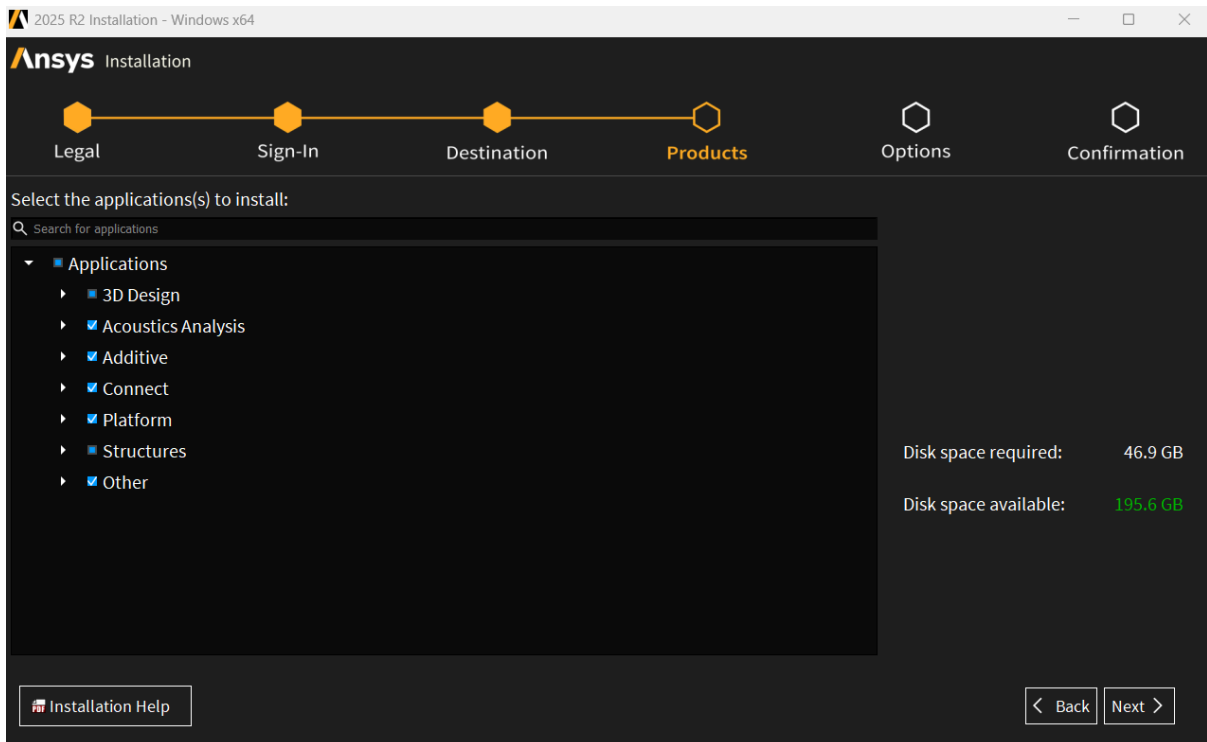 2025 R2 Installation - Windows x64
Ansys Installation
Legal Sign-In Destination Products Options Confirmation
Select the applications(s) to install:
Search for applications
Applications
3D Design
Acoustics Analysis
Additive
Connect
Platform
Structures
Other
Disk space required: 46.9 GB
Disk space available: 195.6 GB
PDF Installation Help
Back Next